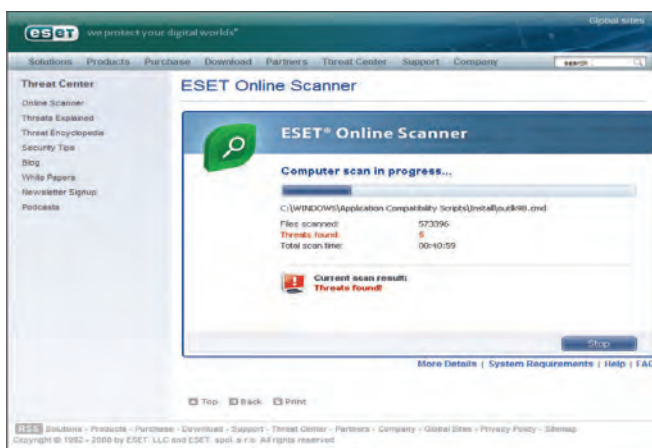 Global sites
eset we protect your digital worlds®
Solutions Products Purchase Download Partners Threat Center Support Company search
Threat Center
Online Scanner
Threats Explained
Threat Encyclopedia
Security Tips
Blog
White Papers
Newsletter Signup
Podcasts
ESET Online Scanner
ESET® Online Scanner
Computer scan in progress...
C:\WINDOWS\Application Compatibility Scripts\Install\outlk98.cmd
Files scanned: 573396
Threats found: 5
Total scan time: 00:40:59
Current scan result:
Threats found!
Stop
More Details | System Requirements | Help | FAQ
Top Back Print
RSS Solutions - Products - Purchase - Download - Support - Threat Center - Partners - Company - Global Sites - Privacy Policy - Sitemap
Copyright © 1992 - 2008 by ESET, LLC and ESET, spol. s r.o. All rights reserved